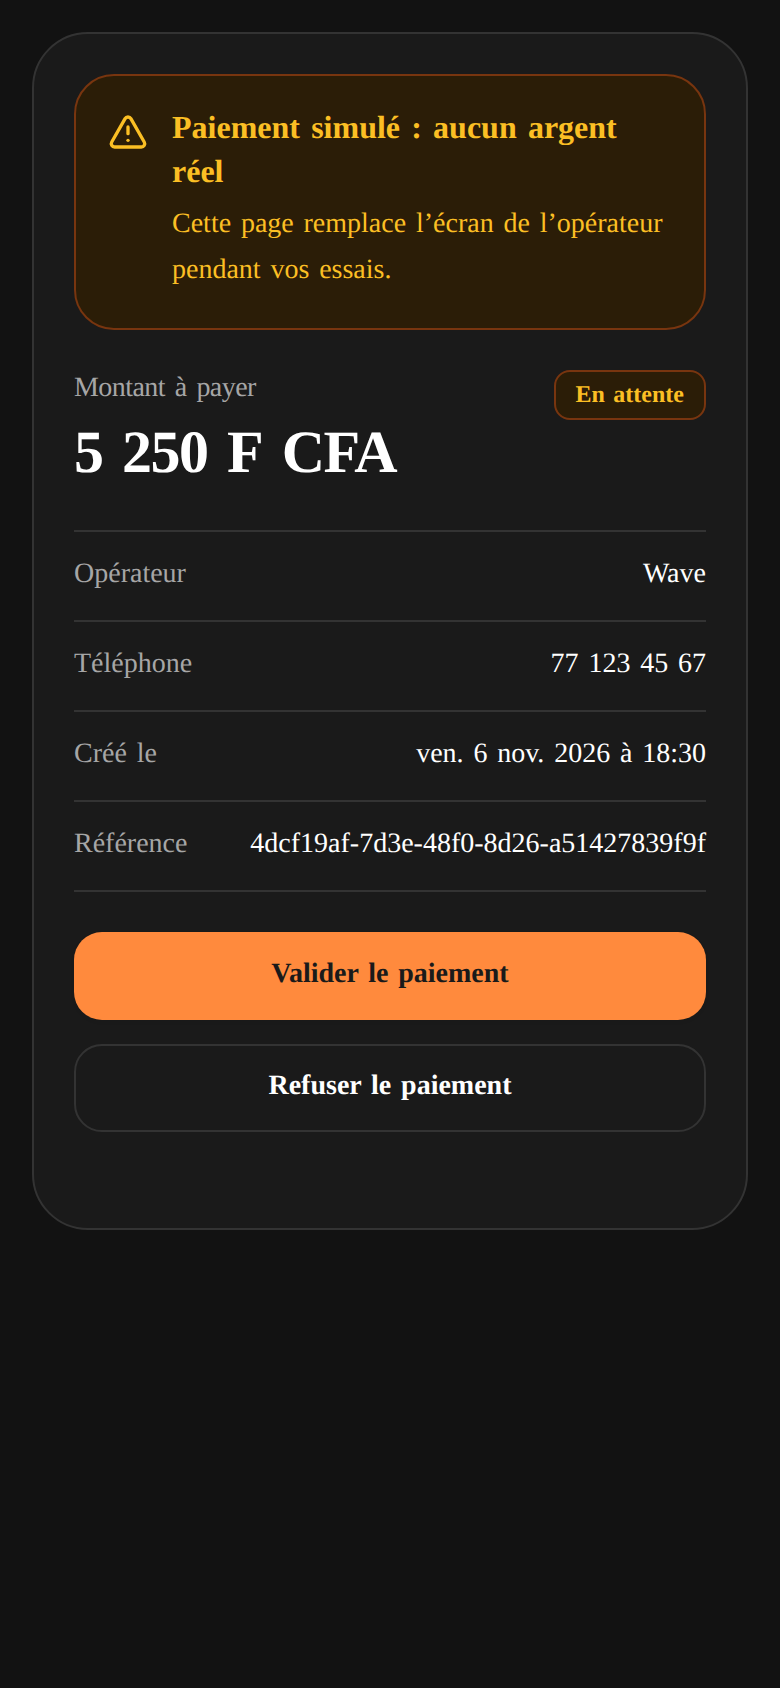 Paiement simulé : aucun argent
réel
Cette page remplace l’écran de l’opérateur
pendant vos essais.
Montant à payer
En attente
5 250 F CFA
Opérateur
Wave
Téléphone
77 123 45 67
Créé le
ven. 6 nov. 2026 à 18:30
Référence
4dcf19af-7d3e-48f0-8d26-a51427839f9f
Valider le paiement
Refuser le paiement